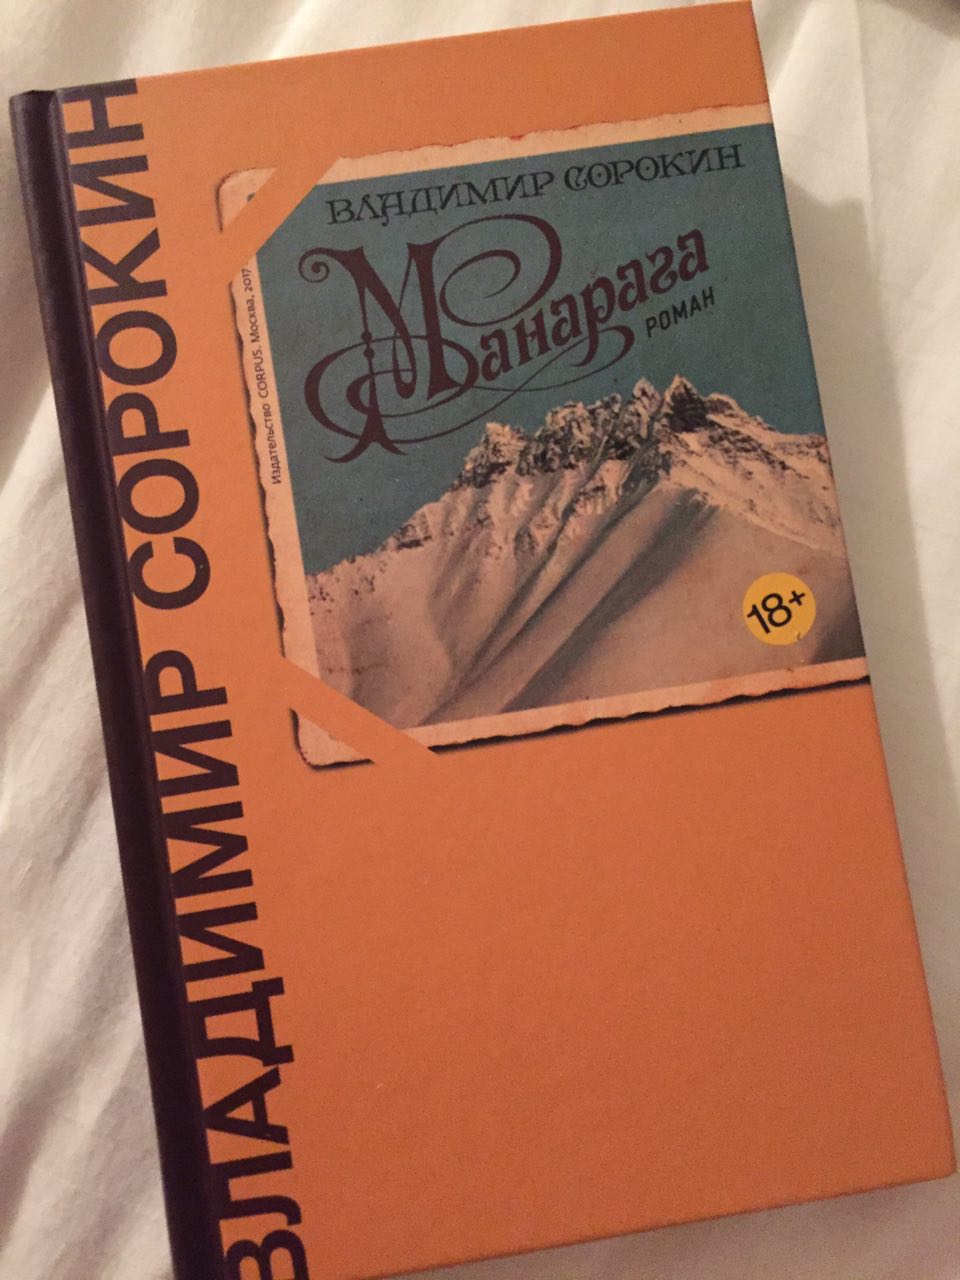 ВЛАДИМИР СОРОКИН
ВЛАДИМИР СОРОКИН
Манарага
РОМАН
Издательство CORPUS. Москва, 2017
18+